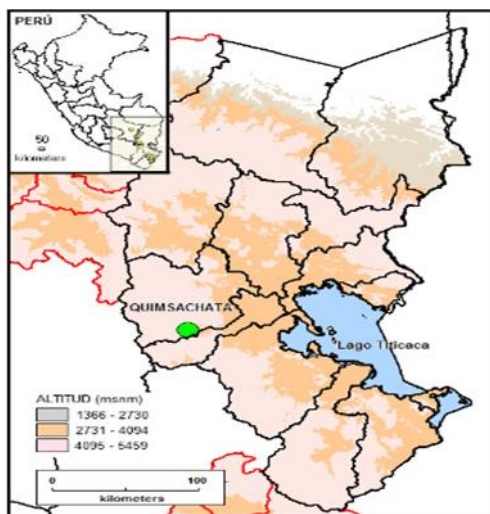 PERÚ
50
kilometers
QUIMSACHATA
Lago Titicaca
ALTITUD (msnm)
1366 - 2730
2731 - 4094
4095 - 5459
0 100
kilometers